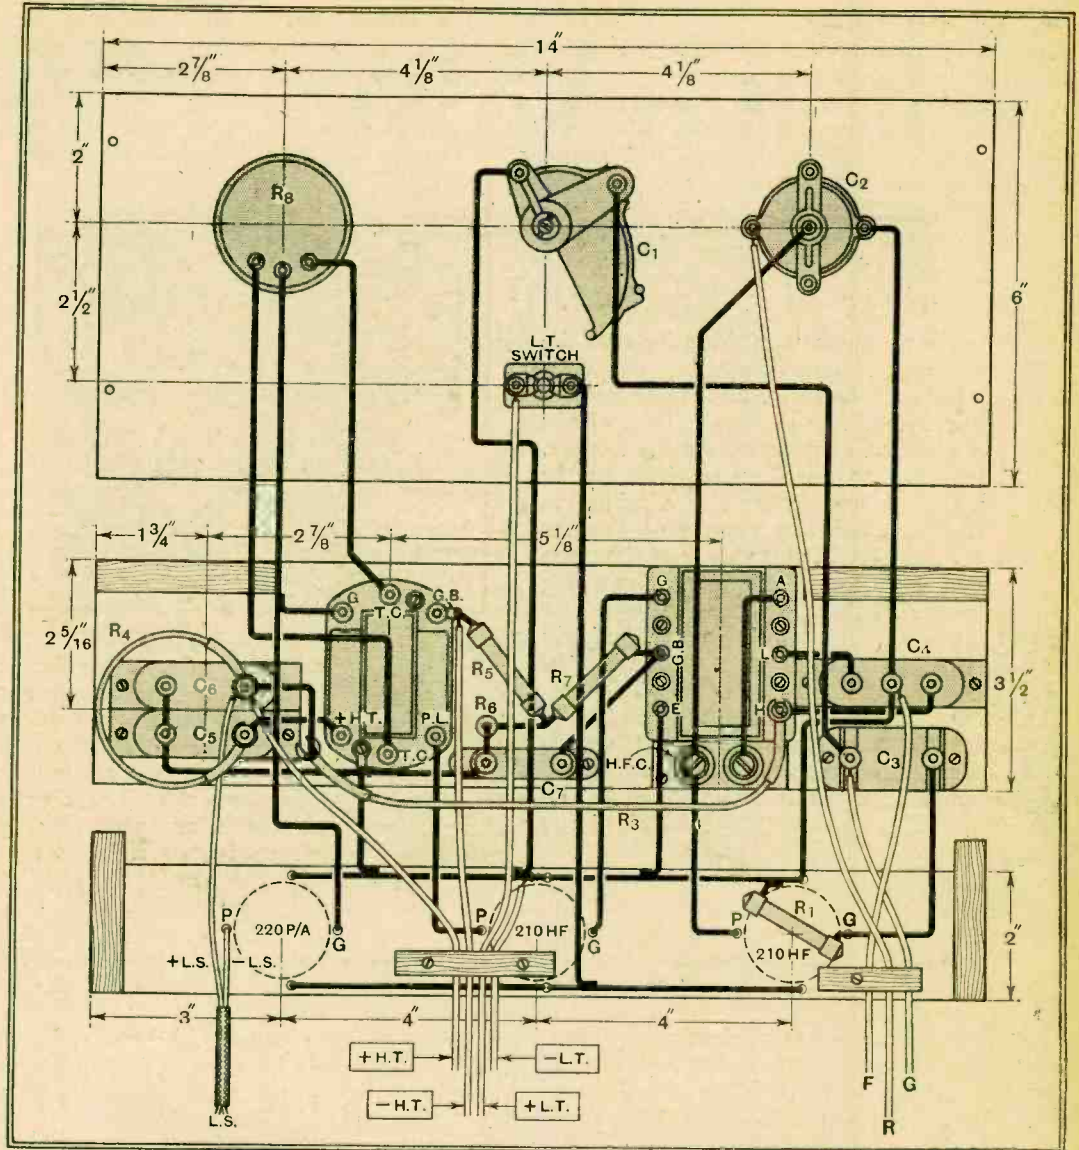 14"
2 7/8"
4 1/8"
4 1/8"
2"
R8
C2
C1
2 1/2"
6"
L.T.
SWITCH
1 3/4"
2 7/8"
5 1/8"
G
T.C.
G.B.
G
A
2 5/16"
R4
R5
R7
G.B.
L
C4
3 1/2"
C6
R6
E
H
C5
+H.T.
P.L.
T.C.
C7
H.F.C.
C3
R3
P
220 P/A
G
P
210 HF
G
P
R1
G
210 HF
2"
+L.S.
-L.S.
3"
4"
4"
+H.T.
-L.T.
-H.T.
+L.T.
L.S.
F
G
R